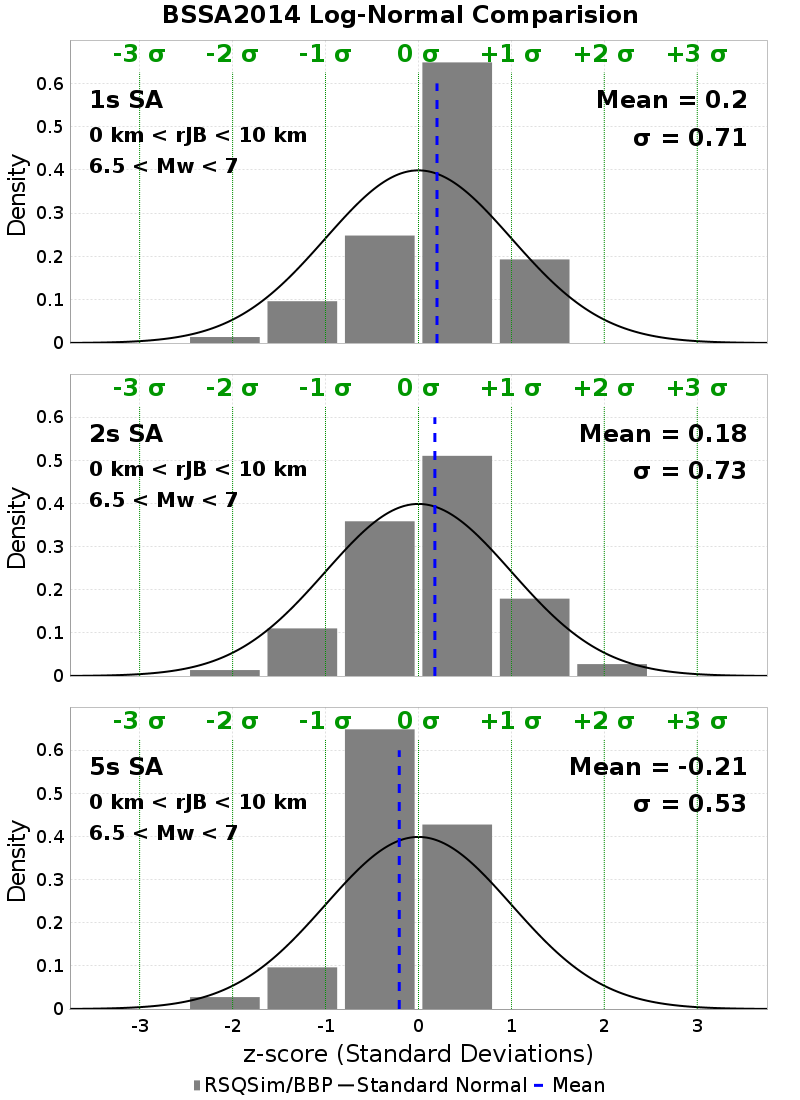 BSSA2014 Log-Normal Comparision
-3 σ -2 σ -1 σ 0 σ +1 σ +2 σ +3 σ
1s SA
0 km < rJB < 10 km
6.5 < Mw < 7
Mean = 0.2
σ = 0.71
Density
0.6
0.5
0.4
0.3
0.2
0.1
0
-3 σ -2 σ -1 σ 0 σ +1 σ +2 σ +3 σ
2s SA
0 km < rJB < 10 km
6.5 < Mw < 7
Mean = 0.18
σ = 0.73
Density
0.6
0.5
0.4
0.3
0.2
0.1
0
-3 σ -2 σ -1 σ 0 σ +1 σ +2 σ +3 σ
5s SA
0 km < rJB < 10 km
6.5 < Mw < 7
Mean = -0.21
σ = 0.53
Density
0.6
0.5
0.4
0.3
0.2
0.1
0
-3 -2 -1 0 1 2 3
z-score (Standard Deviations)
RSQSim/BBP Standard Normal Mean